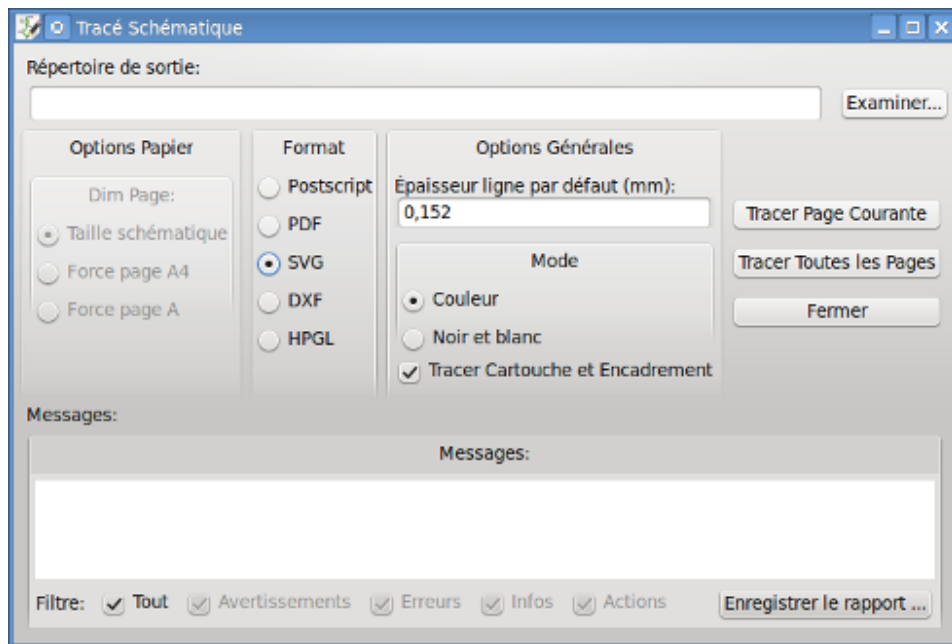 Tracé Schématique
Répertoire de sortie:
Examiner...
Options Papier
Dim Page:
Taille schématique
Force page A4
Force page A
Format
Postscript
PDF
SVG
DXF
HPGL
Options Générales
Épaisseur ligne par défaut (mm):
0,152
Mode
Couleur
Noir et blanc
Tracer Cartouche et Encadrement
Tracer Page Courante
Tracer Toutes les Pages
Fermer
Messages:
Messages:
Filtre: Tout Avertissements Erreurs Infos Actions Enregistrer le rapport ...